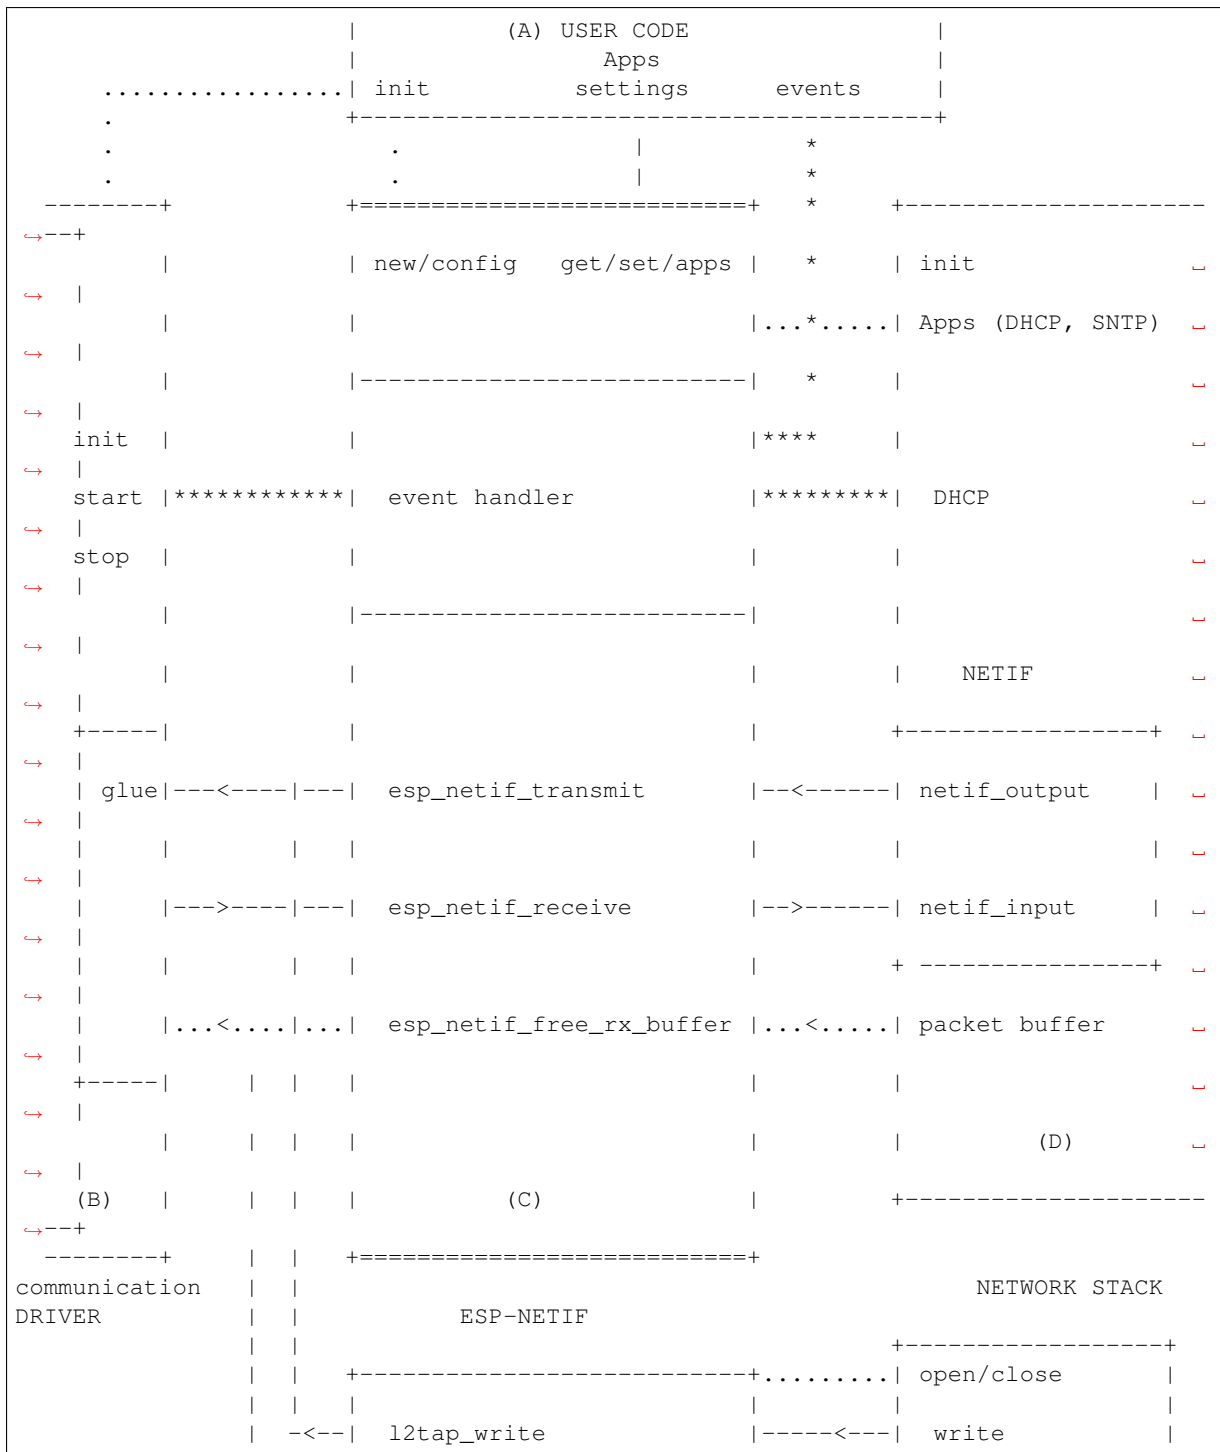 |          (A) USER CODE                 |
                       |                 Apps                   |
      .................| init          settings      events     |
      .                +----------------------------------------+
      .                   .                |           *
      .                   .                |           *
  --------+            +===========================+   *     +---------------------
↪--+
          |            | new/config   get/set/apps |   *     | init                ␣
↪  |
          |            |                           |...*.....| Apps (DHCP, SNTP)   ␣
↪  |
          |            |---------------------------|   *     |                     ␣
↪  |
    init  |            |                           |****     |                     ␣
↪  |
    start |************|  event handler            |*********|  DHCP               ␣
↪  |
    stop  |            |                           |         |                     ␣
↪  |
          |            |---------------------------|         |                     ␣
↪  |
          |            |                           |         |    NETIF            ␣
↪  |
    +-----|            |                           |         +-----------------+   ␣
↪  |
    | glue|---<----|---|  esp_netif_transmit       |--<------| netif_output    |   ␣
↪  |
    |     |        |   |                           |         |                 |   ␣
↪  |
    |     |--->----|---|  esp_netif_receive        |-->------| netif_input     |   ␣
↪  |
    |     |        |   |                           |         + ----------------+   ␣
↪  |
    |     |...<....|...|  esp_netif_free_rx_buffer |...<.....| packet buffer       ␣
↪  |
    +-----|     |  |   |                           |         |                     ␣
↪  |
          |     |  |   |                           |         |         (D)         ␣
↪  |
    (B)   |     |  |   |          (C)              |         +---------------------
↪--+
  --------+     |  |   +===========================+
communication   |  |                                               NETWORK STACK
DRIVER          |  |           ESP-NETIF
                |  |                                         +------------------+
                |  |   +---------------------------+.........| open/close       |
                |  |   |                           |         |                  |
                |  -<--|  l2tap_write              |-----<---|  write           |